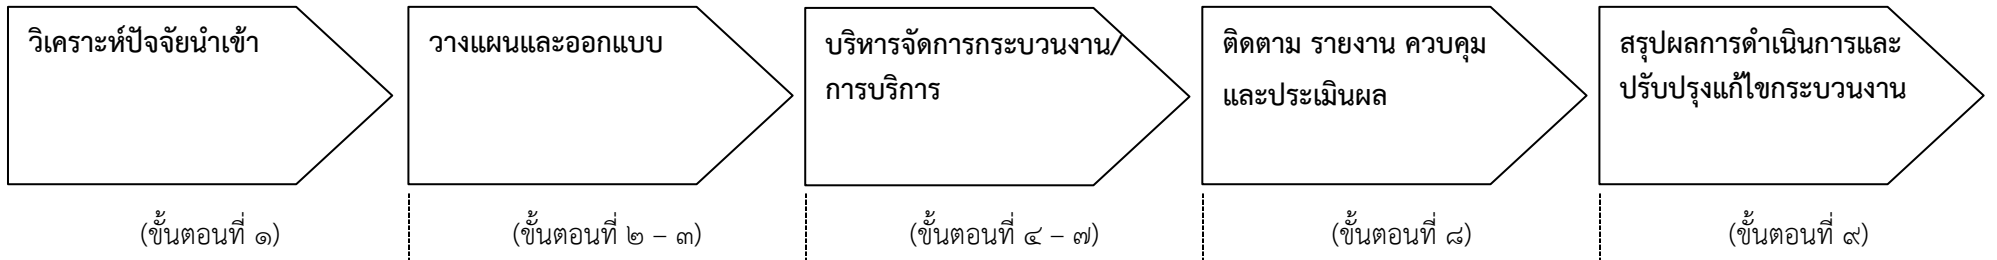 วิเคราะห์ปัจจัยนำเข้า
วางแผนและออกแบบ
บริหารจัดการกระบวนงาน/
การบริการ
ติดตาม รายงาน ควบคุม
และประเมินผล
สรุปผลการดำเนินการและ
ปรับปรุงแก้ไขกระบวนงาน
(ขั้นตอนที่ ๑)
(ขั้นตอนที่ ๒ – ๓)
(ขั้นตอนที่ ๔ – ๗)
(ขั้นตอนที่ ๘)
(ขั้นตอนที่ ๙)